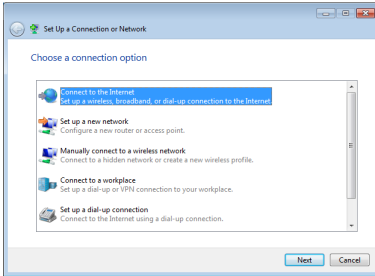 Set Up a Connection or Network
Choose a connection option
Connect to the Internet
Set up a wireless, broadband, or dial-up connection to the Internet.
Set up a new network
Configure a new router or access point.
Manually connect to a wireless network
Connect to a hidden network or create a new wireless profile.
Connect to a workplace
Set up a dial-up or VPN connection to your workplace.
Set up a dial-up connection
Connect to the Internet using a dial-up connection.
Next Cancel